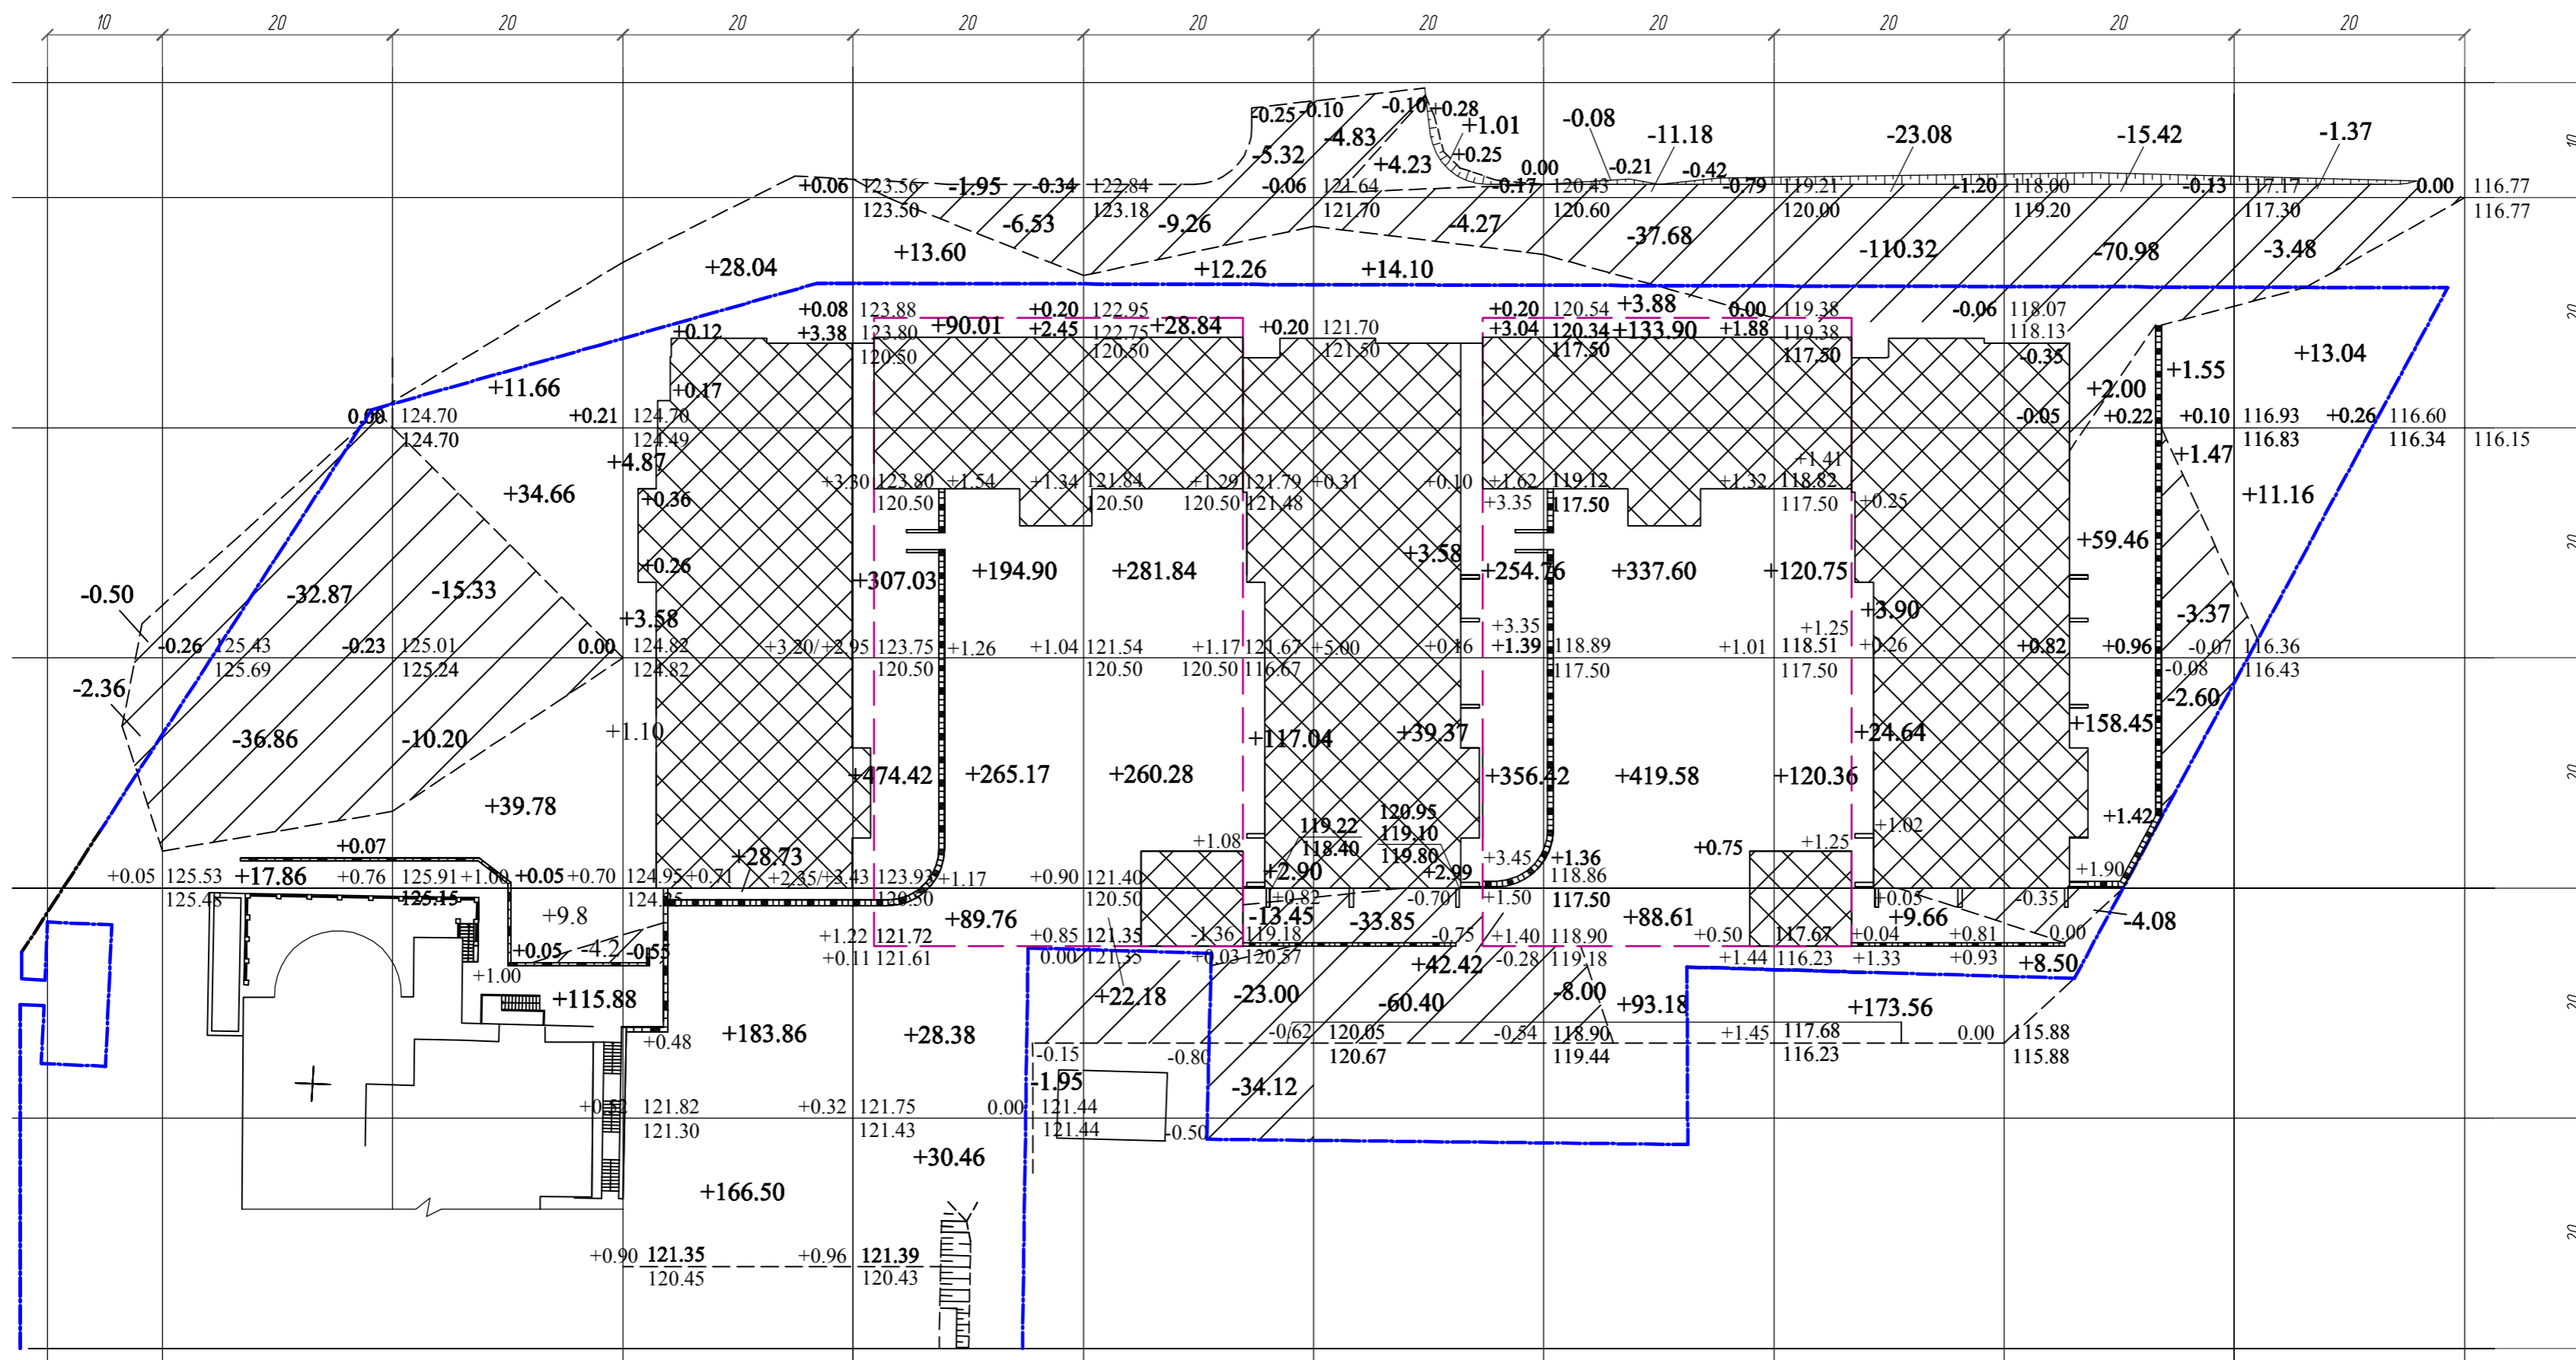 10 20 20 20 20 20 20 20 20 20 20
-0.25 -0.10 -0.10 +0.28
+1.01 -0.08 -11.18 -23.08 -15.42 -1.37
10
-4.83
-5.32 +4.23 +0.25 0.00 -0.21 -0.42
+0.06 123.56 -1.95 -0.34 122.84 -0.06 121.64 -0.17 120.43 -0.79 119.21 -1.20 118.00 -0.13 117.17 0.00 116.77
123.50 123.18 121.70 120.60 120.00 119.20 117.30 116.77
-6.53 -9.26 -4.27 -37.68 -110.32 -70.98 -3.48
+28.04 +13.60 +12.26 +14.10
+0.08 123.88 +0.20 122.95 +0.20 120.54 +3.88 0.00 119.38 -0.06 118.07
20
+0.12 +3.38 123.80 +90.01 +2.45 122.75 +28.84 +0.20 121.70 +3.04 120.34 +133.90 +1.88 119.38 118.13
120.50 120.50 121.50 117.50 117.50 -0.35 +13.04
+11.66 +0.17 +2.00 +1.55
0.00 124.70 +0.21 124.70 -0.05 +0.22 +0.10 116.93 +0.26 116.60
124.70 124.49 116.83 116.34 116.15
+4.87 +1.41 +1.47
+34.66 +0.36 +3.30 123.80 +1.54 +1.34 121.84 +1.29 121.79 +0.31 +0.10 +1.62 119.12 +1.32 118.82 +11.16
120.50 120.50 120.50 121.48 +3.35 117.50 117.50 +0.25
20
+0.26 +3.58 +59.46
+307.03 +194.90 +281.84 +254.76 +337.60 +120.75
-0.50 -32.87 -15.33 +3.58 +3.90 -3.37
+3.35 +1.25
-0.26 125.43 -0.23 125.01 0.00 124.82 +3.20/+2.95 123.75 +1.26 +1.04 121.54 +1.17 121.67 +5.00 +0.16 +1.39 118.89 +1.01 118.51 +0.26 +0.82 +0.96 -0.07 116.36
125.69 125.24 124.82 120.50 120.50 120.50 116.67 117.50 117.50 -0.08 116.43
-2.36 -2.60
-36.86 -10.20 +1.10 +117.04 +39.37 +24.64 +158.45
+474.42 +265.17 +260.28 +356.42 +419.58 +120.36
20
+39.78 120.95 +1.42
119.22 119.10 +1.02
+0.07 +1.08 118.40 119.80 +0.75 +1.25
+28.73 +3.45 +1.36
+0.05 125.53 +17.86 +0.76 125.91 +1.00 +0.05 +0.70 124.95 +0.71 +2.35/+3.43 123.93 +1.17 +0.90 121.40 +2.90 +2.99 118.86 +1.90
125.48 125.15 120.50 120.50 +0.82 -0.70 +1.50 117.50 +0.05 -0.35
+9.8 +89.76 -13.45 -33.85 +88.61 +9.66 -4.08
+0.05 -4.2 -0.55 +1.22 121.72 +0.85 121.35 -1.36 119.18 -0.75 +1.40 118.90 +0.50 117.67 +0.04 +0.81 0.00
+0.11 121.61 0.00 121.35 +0.03 120.57 +42.42 -0.28 119.18 +1.44 116.23 +1.33 +0.93 +8.50
+1.00
+115.88 +22.18 -23.00 -60.40 -8.00 +93.18 +173.56
20
+183.86 +28.38 -0.62 120.05 -0.54 118.90 +1.45 117.68 0.00 115.88
+0.48 -0.15 -0.80 120.67 119.44 116.23 115.88
-1.95 -34.12
+0.52 121.82 +0.32 121.75 0.00 121.44
121.30 121.43 121.44 -0.50
+30.46
+166.50
20
+0.90 121.35 +0.96 121.39
120.45 120.43